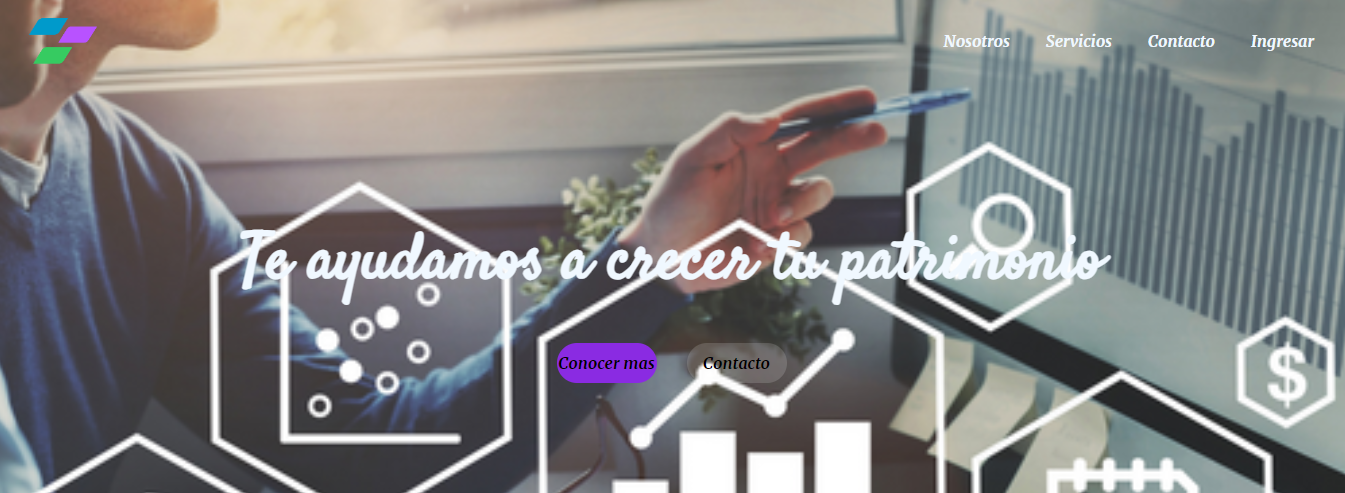 Nosotros Servicios Contacto Ingresar
Te ayudamos a crecer tu patrimonio
Conocer mas Contacto
$